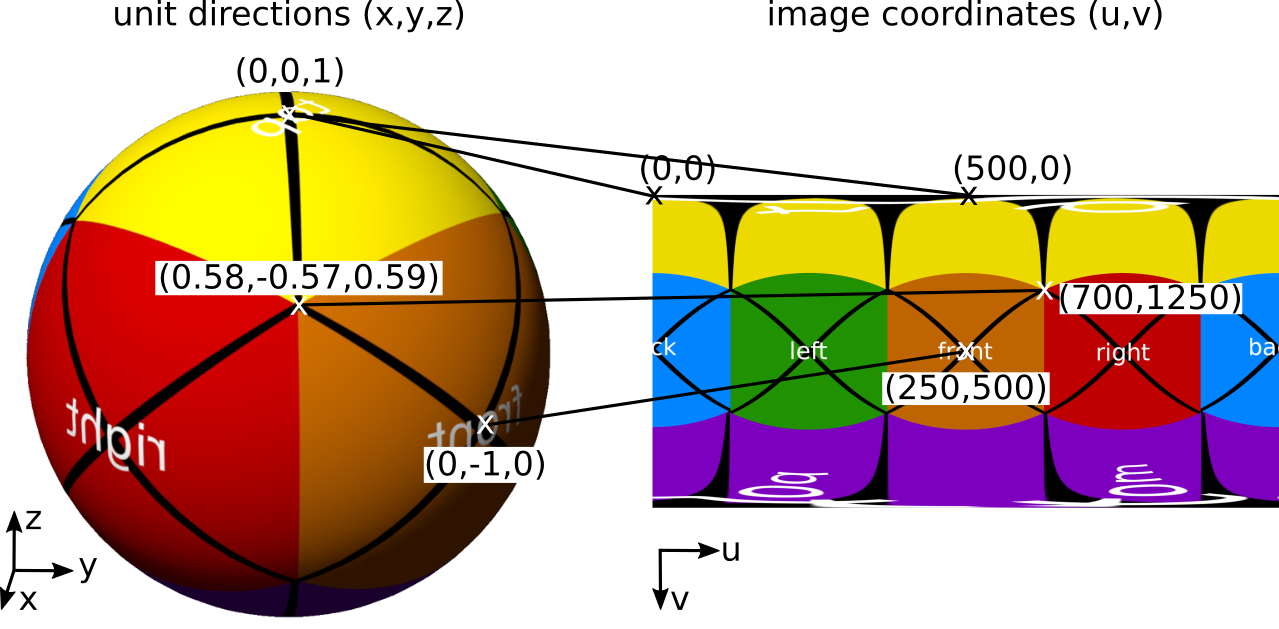 unit directions (x,y,z)
image coordinates (u,v)
(0,0,1)
(0,0)
(500,0)
(0.58,-0.57,0.59)
(700,1250)
ck
left
front
right
back
(250,500)
right
front
(0,-1,0)
z
y
x
u
v